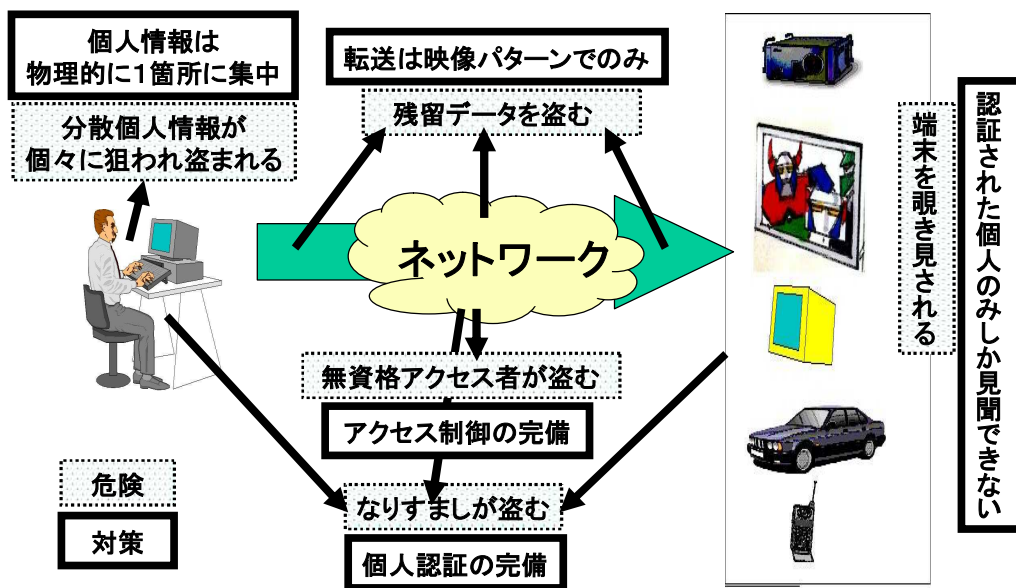 個人情報は
物理的に1箇所に集中
分散個人情報が
個々に狙われ盗まれる
転送は映像パターンでのみ
残留データを盗む
ネットワーク
無資格アクセス者が盗む
アクセス制御の完備
なりすましが盗む
個人認証の完備
危険
対策
端末を覗き見される
認証された個人のみしか見聞できない